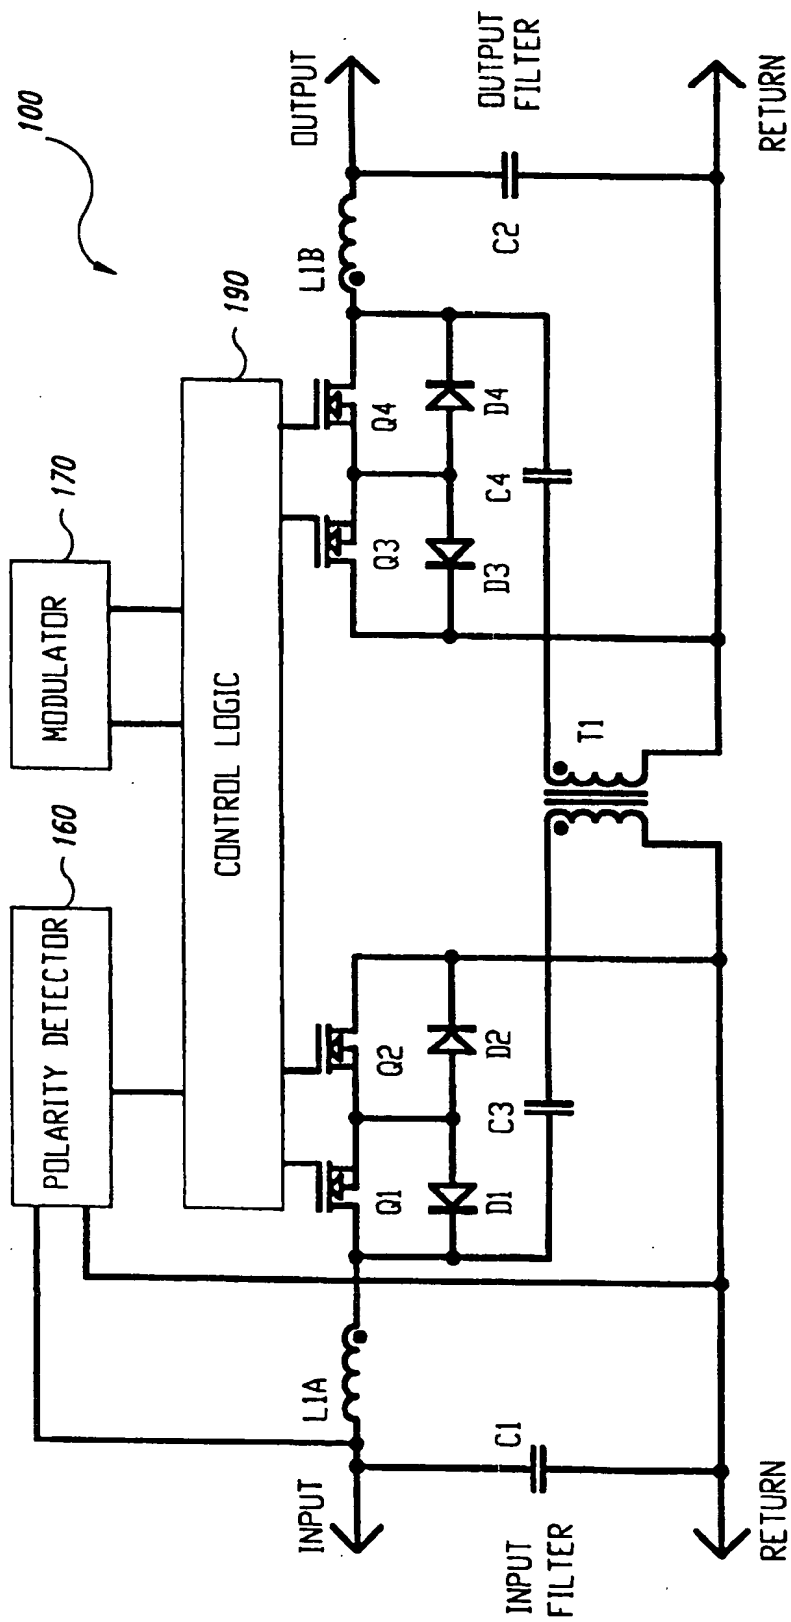 100
POLARITY DETECTOR
160
MODULATOR
170
CONTROL LOGIC
190
INPUT
L1A
Q1
Q2
Q3
Q4
L1B
OUTPUT
D1
D2
D3
D4
C1
INPUT
FILTER
C3
T1
C4
C2
OUTPUT
FILTER
RETURN
RETURN